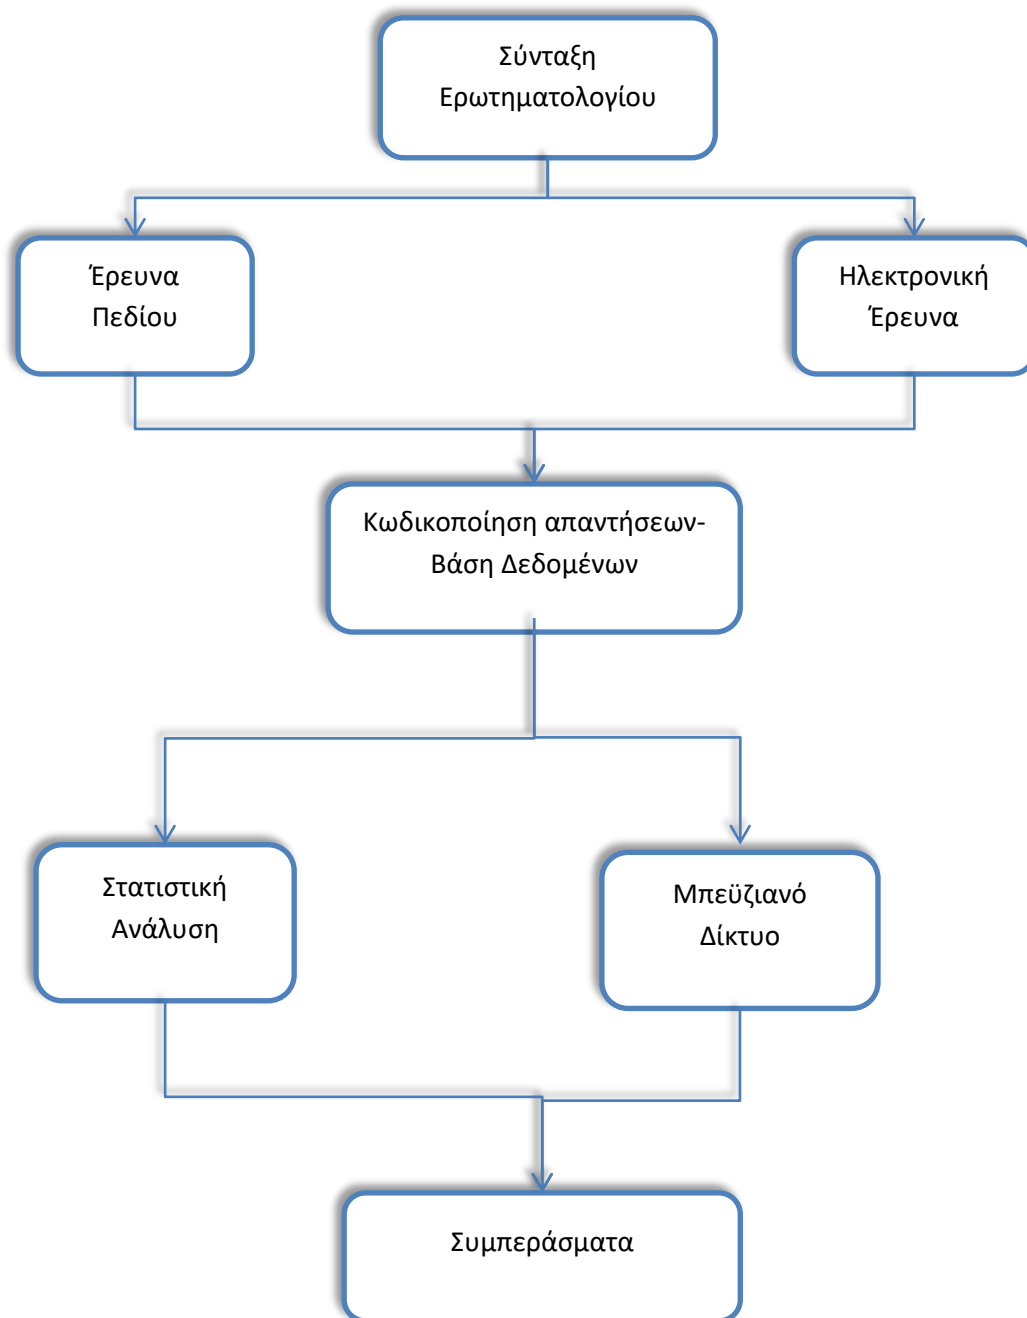 Σύνταξη
Ερωτηματολογίου
Έρευνα
Πεδίου
Ηλεκτρονική
Έρευνα
Κωδικοποίηση απαντήσεων-
Βάση Δεδομένων
Στατιστική
Ανάλυση
Μπεϋζιανό
Δίκτυο
Συμπεράσματα